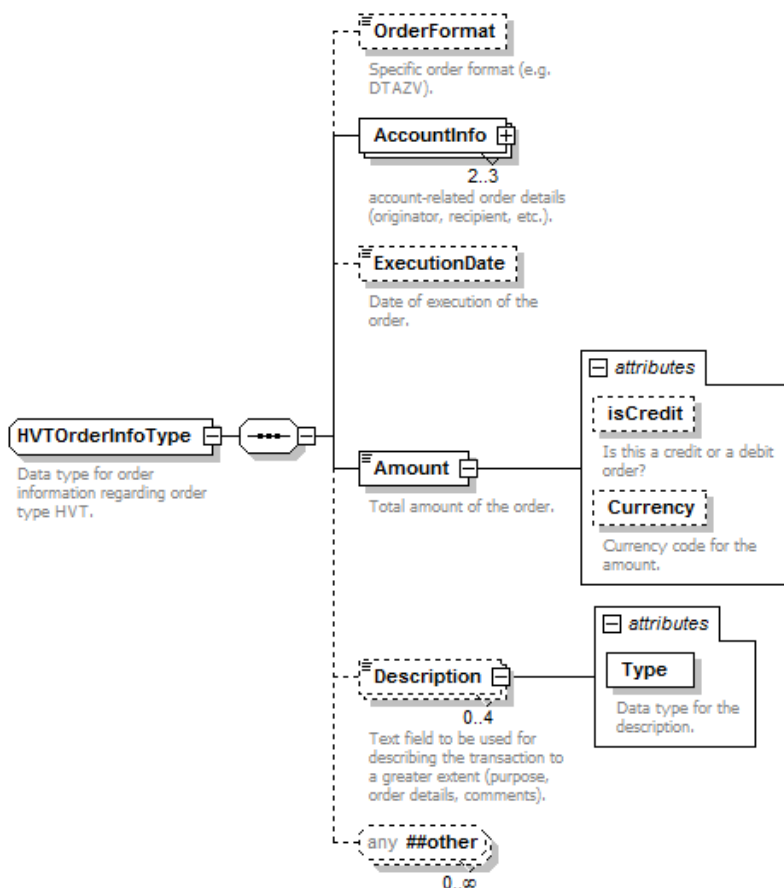 OrderFormat
Specific order format (e.g.
DTAZV).
AccountInfo
2..3
account-related order details
(originator, recipient, etc.).
ExecutionDate
Date of execution of the
order.
attributes
isCredit
Is this a credit or a debit
order?
HVTOrderInfoType
Data type for order
information regarding order
type HVT.
Amount
Total amount of the order.
Currency
Currency code for the
amount.
attributes
Type
Data type for the
description.
Description
0..4
Text field to be used for
describing the transaction to
a greater extent (purpose,
order details, comments).
any ##other
0..∞